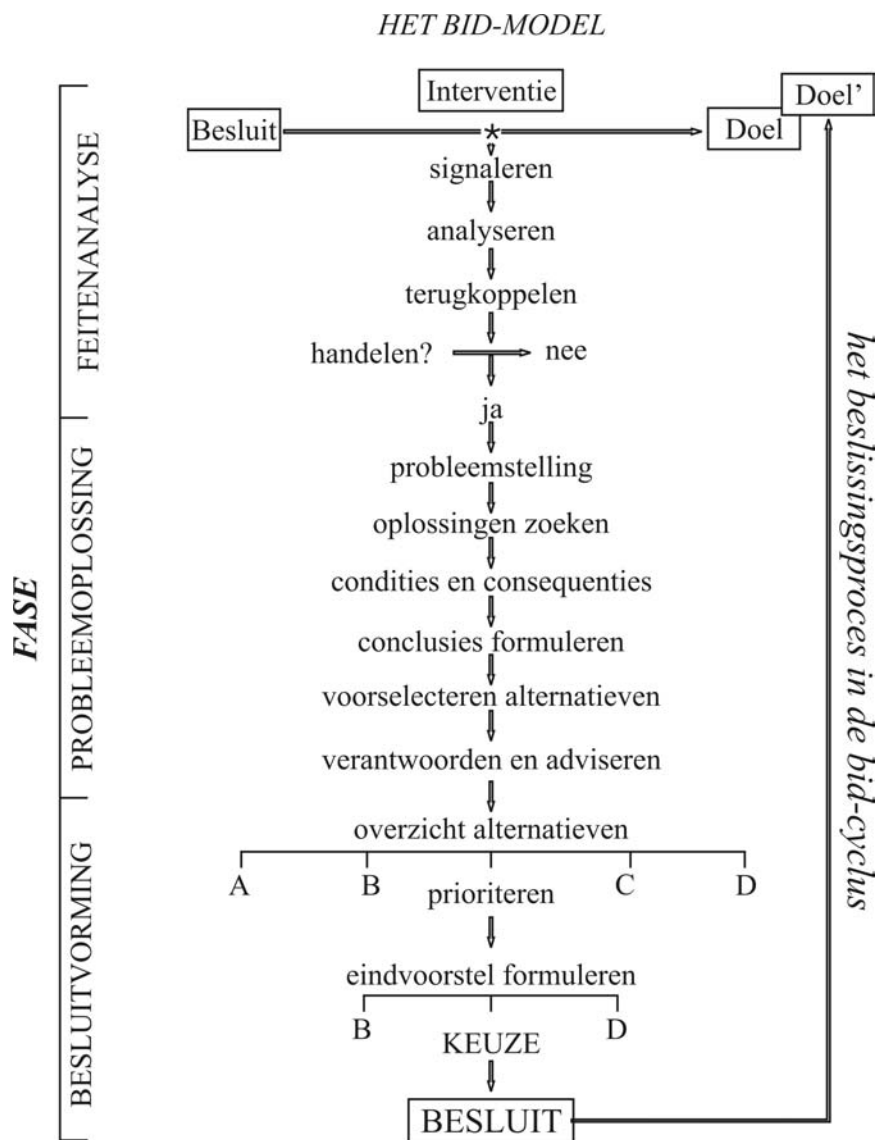 HET BID-MODEL
Interventie
Doel’
Besluit
*
Doel
signaleren
analyseren
terugkoppelen
handelen?
nee
ja
probleemstelling
oplossingen zoeken
condities en consequenties
conclusies formuleren
voorselecteren alternatieven
verantwoorden en adviseren
overzicht alternatieven
A
B
C
D
prioriteren
eindvoorstel formuleren
B
D
KEUZE
BESLUIT
FASE
FEITENANALYSE
PROBLEEMOPLOSSING
BESLUITVORMING
het beslissingsproces in de bid-cyclus